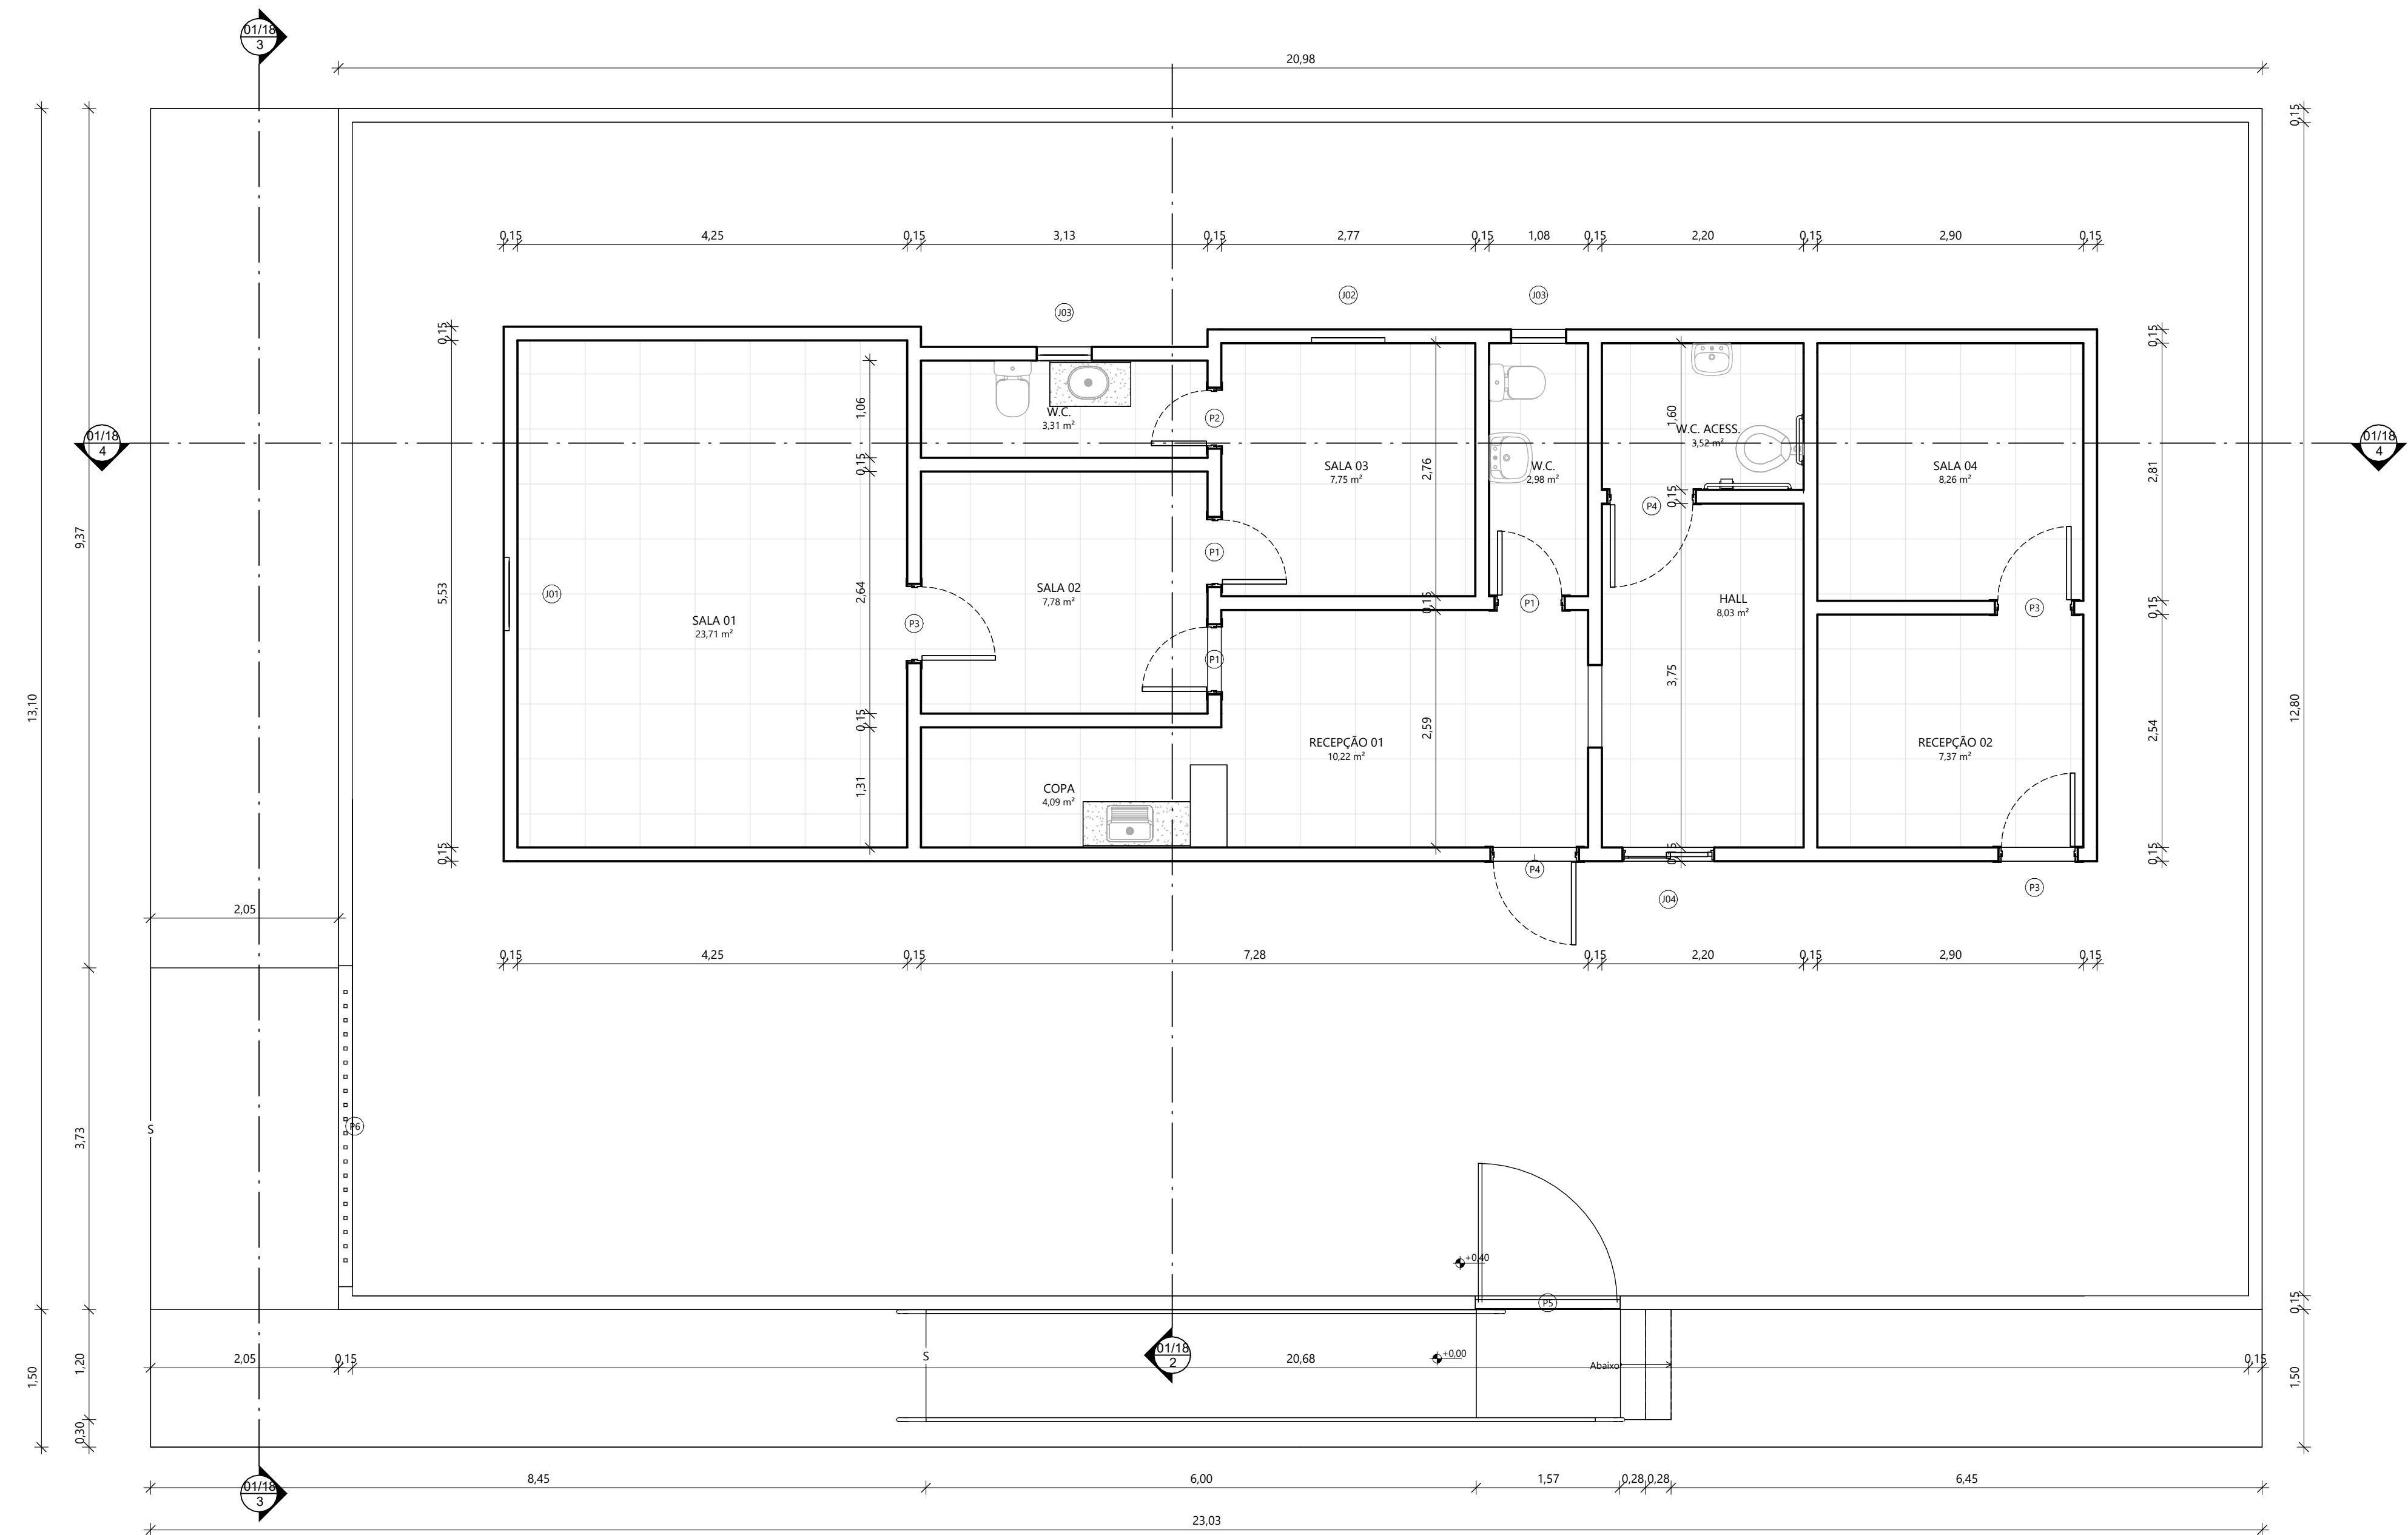 01/18
3
20,98
0,15
0,15
4,25
0,15
3,13
0,15
2,77
0,15
1,08
0,15
2,20
0,15
2,90
0,15
J03
J02
J03
0,15
0,15
W.C.
3,31 m²
1,06
P2
1,60
W.C. ACESS.
3,52 m²
01/18
4
01/18
4
0,15
SALA 03
7,75 m²
2,76
W.C.
2,98 m²
SALA 04
8,26 m²
2,81
0,15
P4
9,37
P1
5,53
J01
SALA 02
7,78 m²
2,64
SALA 01
23,71 m²
P3
0,15
P1
HALL
8,03 m²
P3
0,15
P1
3,75
13,10
12,80
0,15
2,59
RECEPÇÃO 01
10,22 m²
RECEPÇÃO 02
7,37 m²
2,54
1,31
COPA
4,09 m²
0,15
0,15
0,15
P4
J04
P3
2,05
0,15
4,25
0,15
7,28
0,15
2,20
0,15
2,90
0,15
S
3,73
P6
+0,40
P5
0,15
2,05
0,15
S
01/18
2
20,68
+0,00
Abaixo
0,15
1,50
1,20
1,50
0,30
8,45
6,00
1,57
0,28
0,28
6,45
01/18
3
23,03